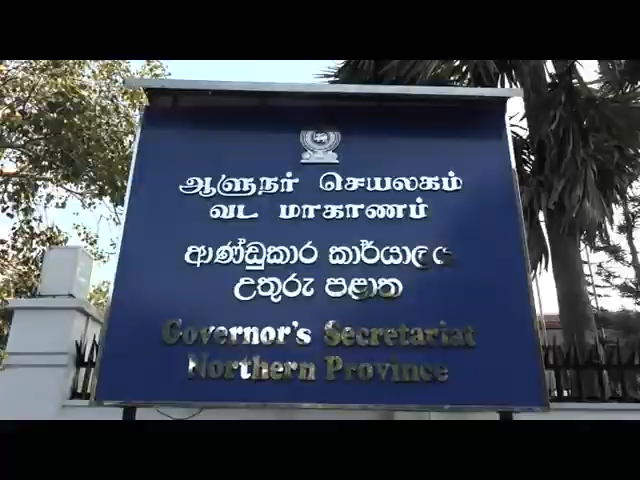 ஆளுநர் செயலகம்
வட மாகாணம்
ආණ්ඩුකාර කාර්යාලය
උතුරු පළාත
Governor's Secretariat
Northern Province